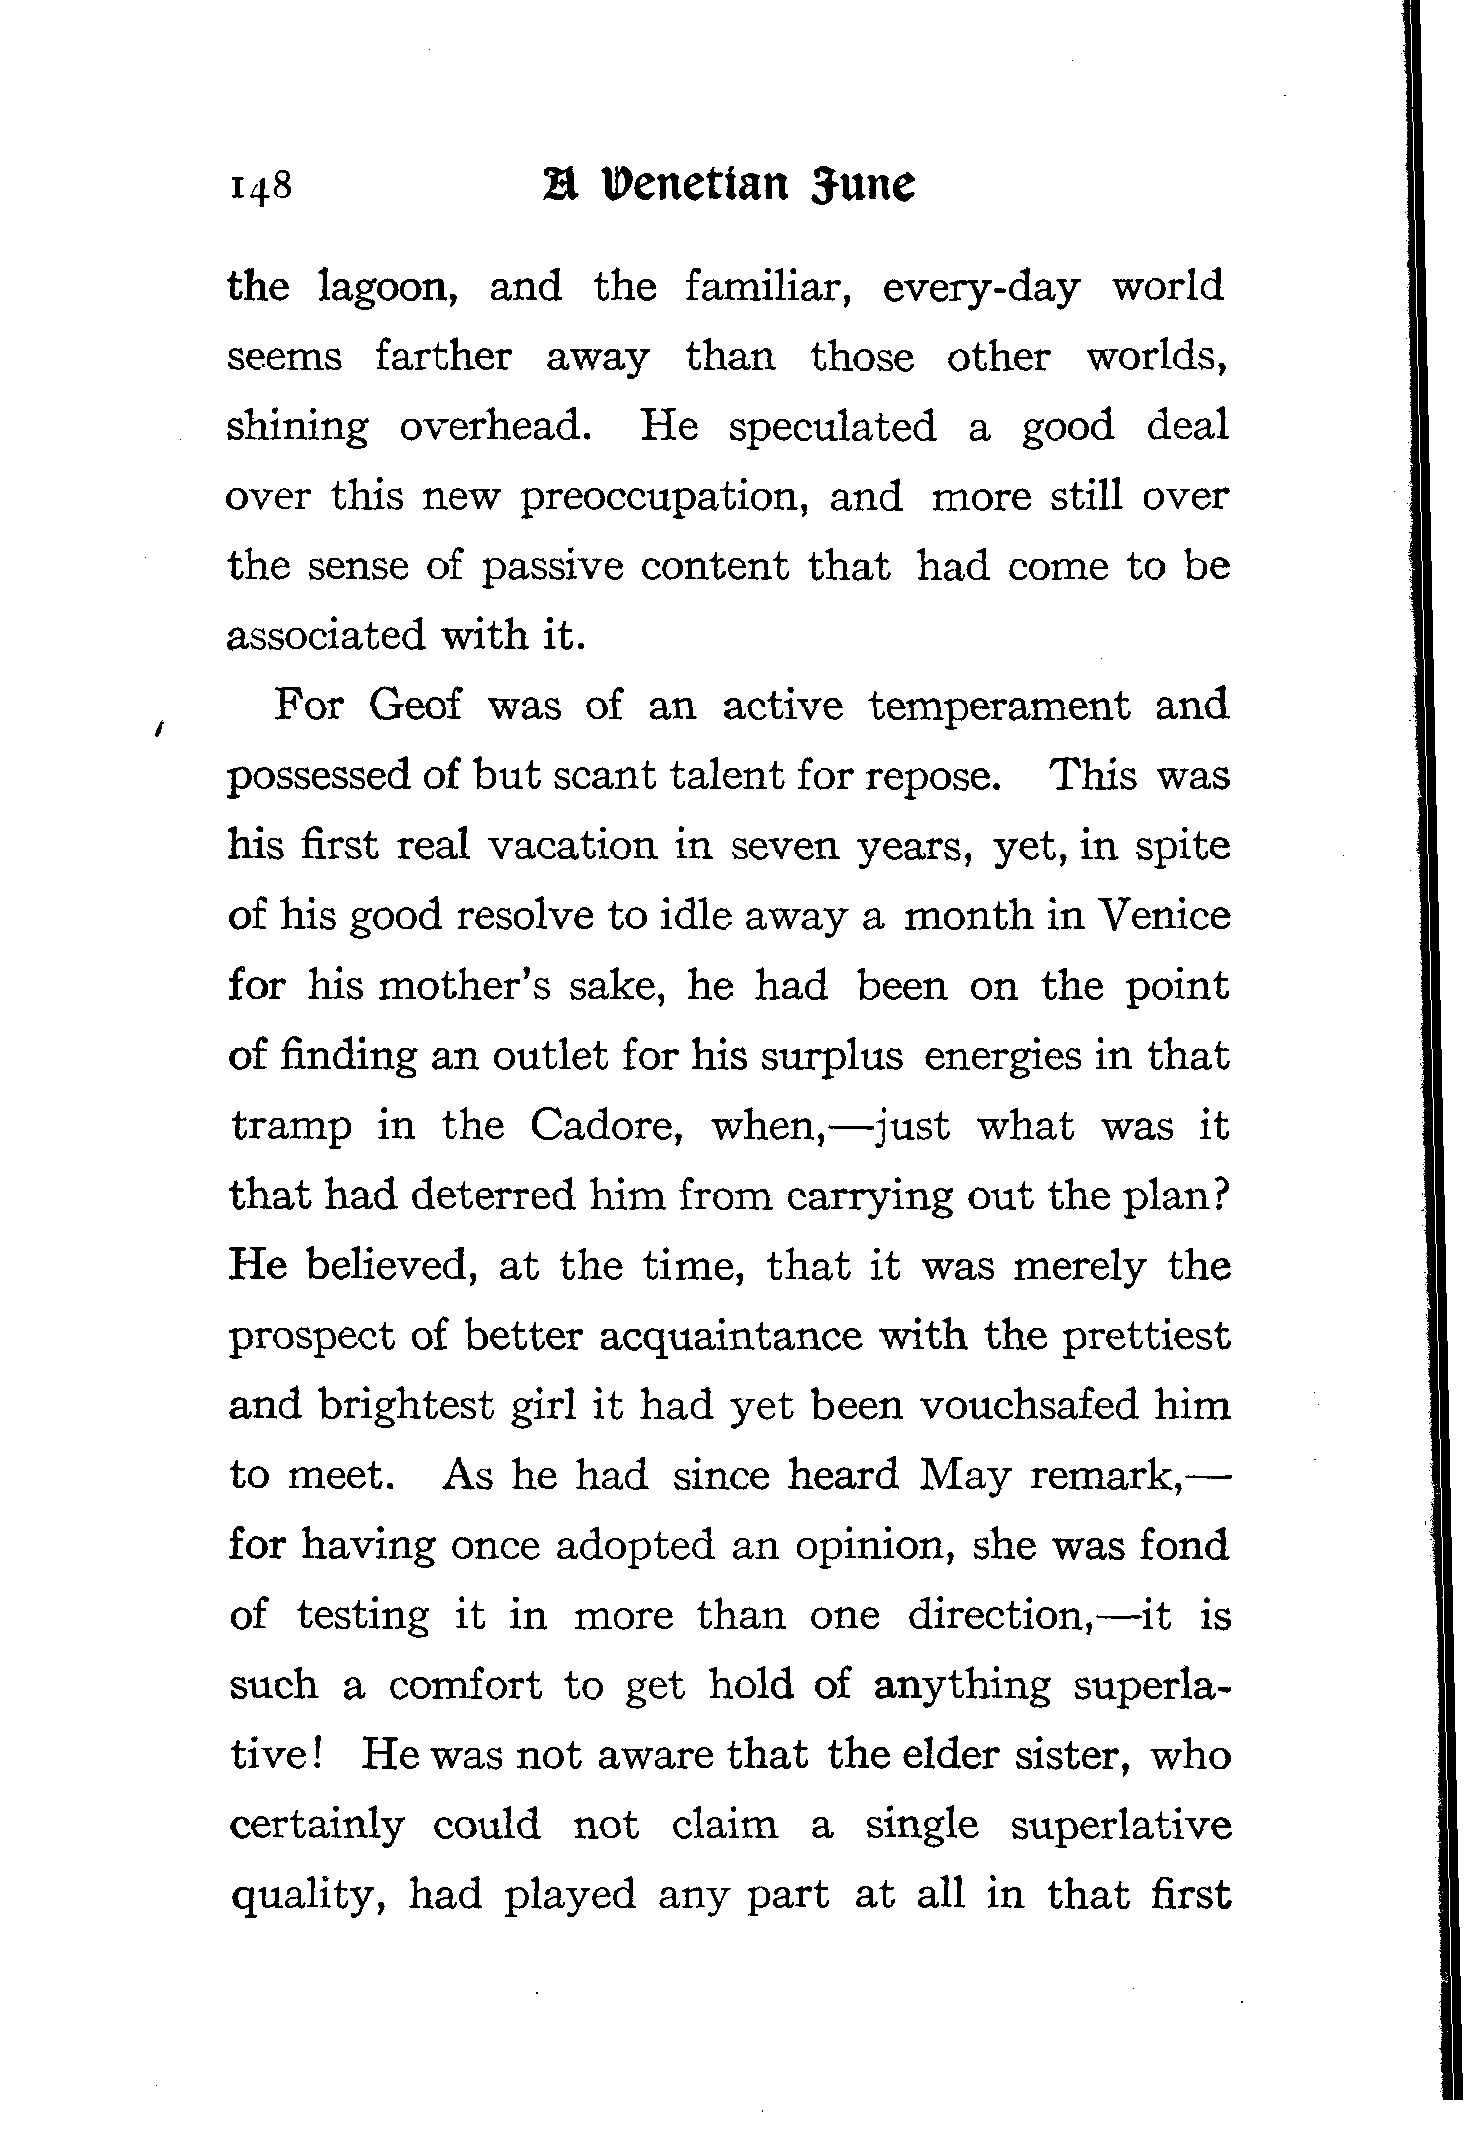 148 A Venetian June
the lagoon, and the familiar, every-day world
seems farther away than those other worlds,
shining overhead. He speculated a good deal
over this new preoccupation, and more still over
the sense of passive content that had come to be
associated with it.
For Geof was of an active temperament and
possessed of but scant talent for repose. This was
his first real vacation in seven years, yet, in spite
of his good resolve to idle away a month in Venice
for his mother's sake, he had been on the point
of finding an outlet for his surplus energies in that
tramp in the Cadore, when,—just what was it
that had deterred him from carrying out the plan?
He believed, at the time, that it was merely the
prospect of better acquaintance with the prettiest
and brightest girl it had yet been vouchsafed him
to meet. As he had since heard May remark,—
for having once adopted an opinion, she was fond
of testing it in more than one direction,—it is
such a comfort to get hold of anything superla-
tive! He was not aware that the elder sister, who
certainly could not claim a single superlative
quality, had played any part at all in that first